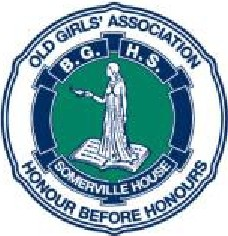 OLD GIRLS' ASSOCIATION
B.G.H.S.
SOMERVILLE HOUSE
HONOUR BEFORE HONOURS